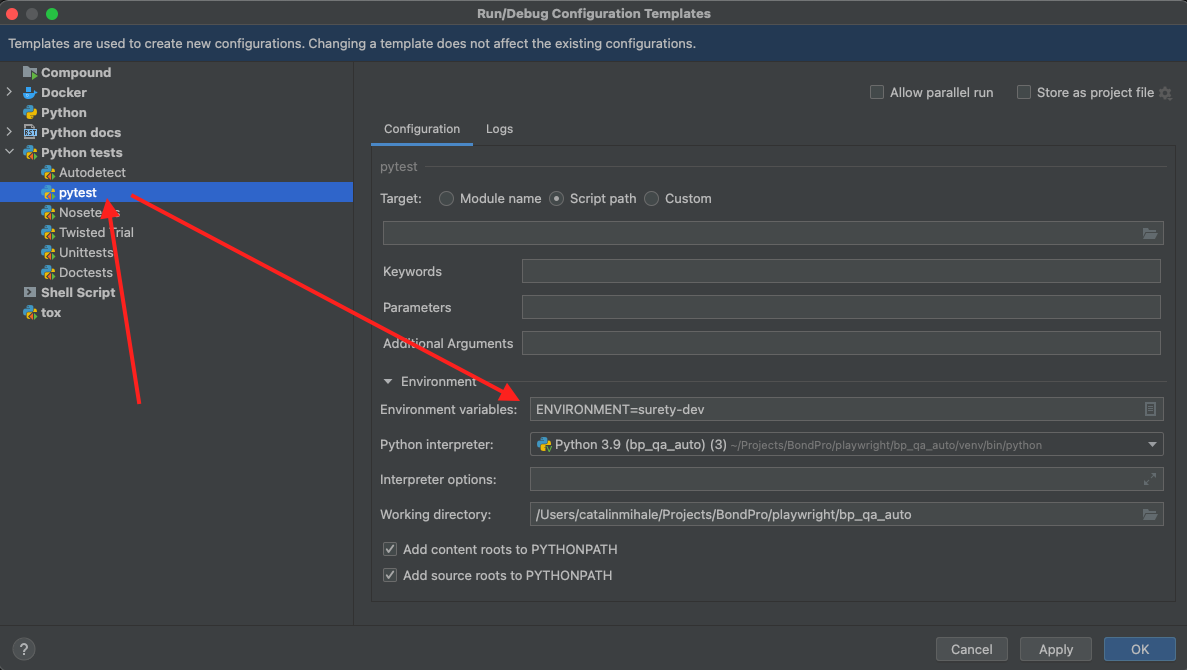 Run/Debug Configuration Templates
Templates are used to create new configurations. Changing a template does not affect the existing configurations.
Compound
Docker
Python
Python docs
Python tests
Autodetect
pytest
Nosetests
Twisted Trial
Unittests
Doctests
Shell Script
tox
Allow parallel run
Store as project file
Configuration
Logs
pytest
Target: Module name Script path Custom
Keywords
Parameters
Additional Arguments
Environment
Environment variables: ENVIRONMENT=surety-dev
Python interpreter: Python 3.9 (bp_qa_auto) (3) ~/Projects/BondPro/playwright/bp_qa_auto/venv/bin/python
Interpreter options:
Working directory: /Users/catalinmihale/Projects/BondPro/playwright/bp_qa_auto
Add content roots to PYTHONPATH
Add source roots to PYTHONPATH
?
Cancel
Apply
OK